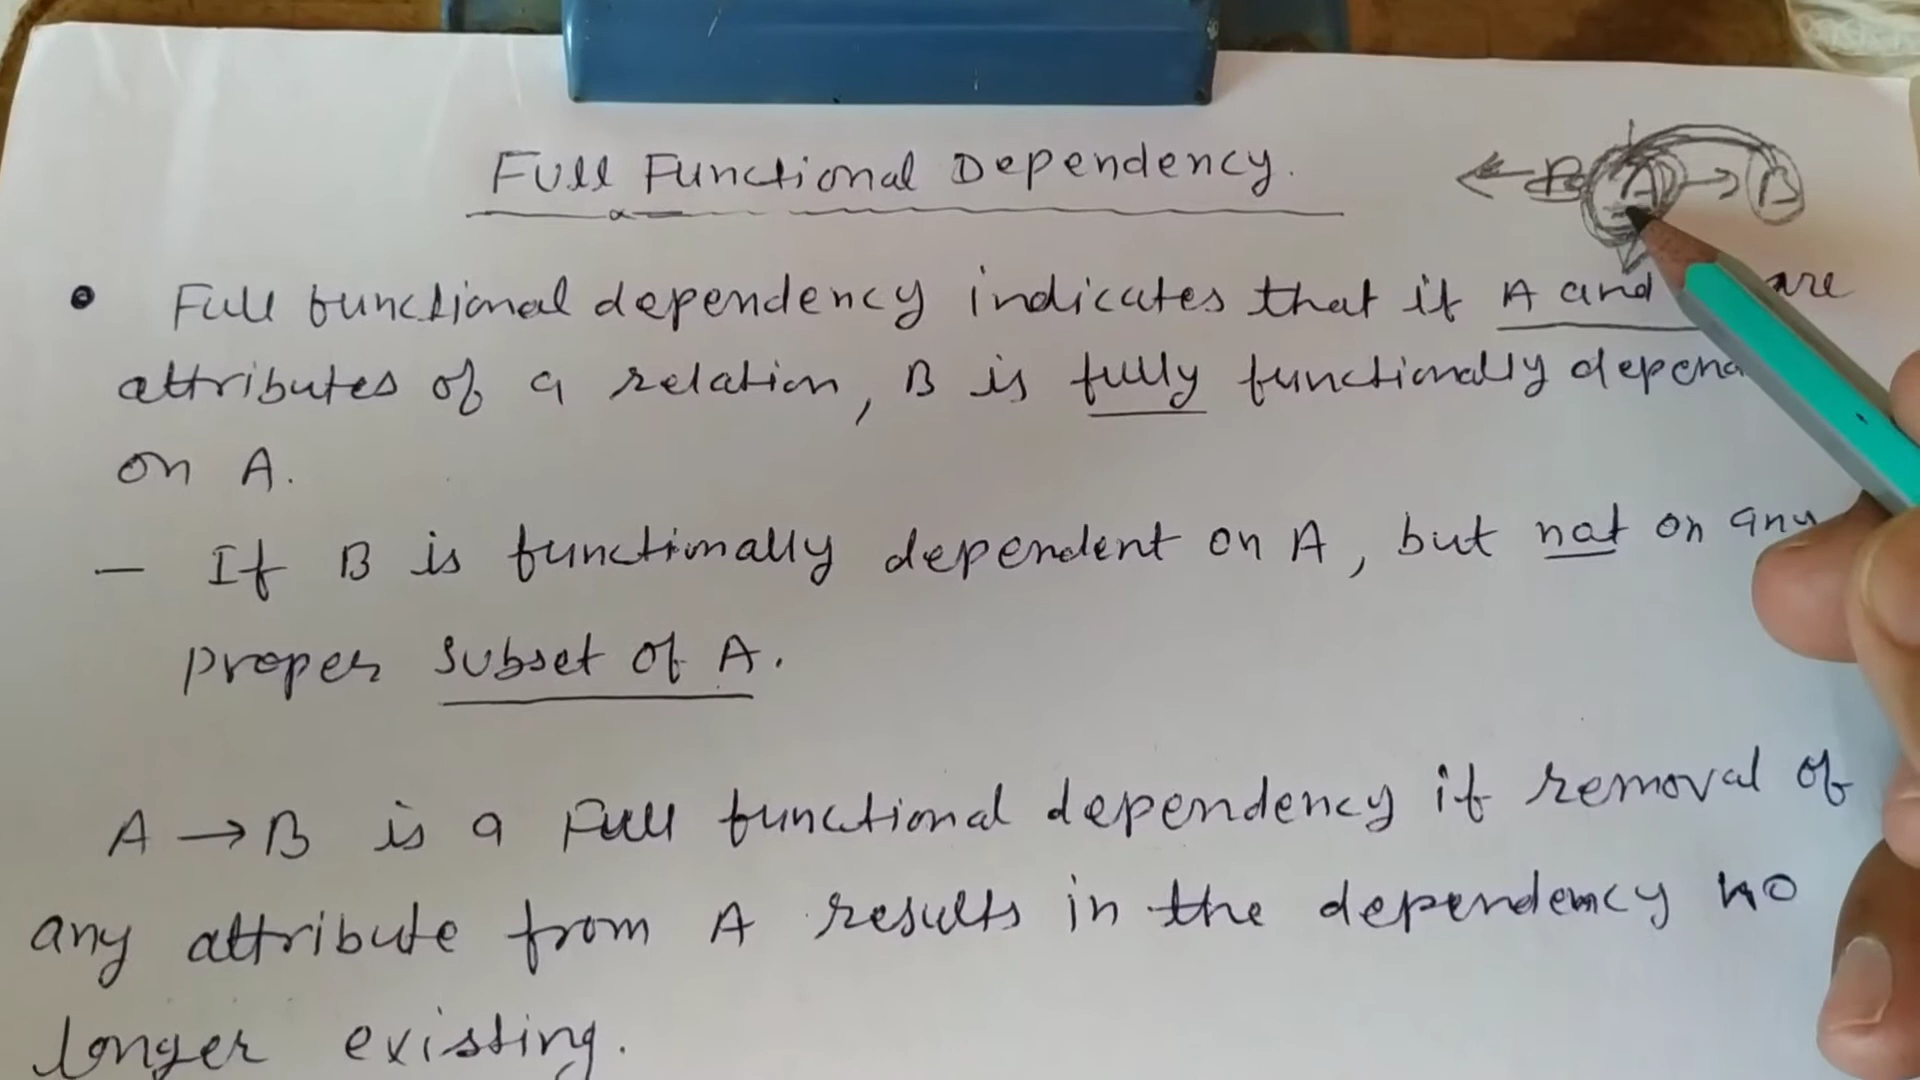 Full Functional Dependency.
B A → B
• Full functional dependency indicates that if A and are
attributes of a relation, B is fully functionally depend
on A.
— If B is functionally dependent on A, but not on any
proper subset of A.
A → B is a Full functional dependency if removal of
any attribute from A results in the dependency no
longer existing.